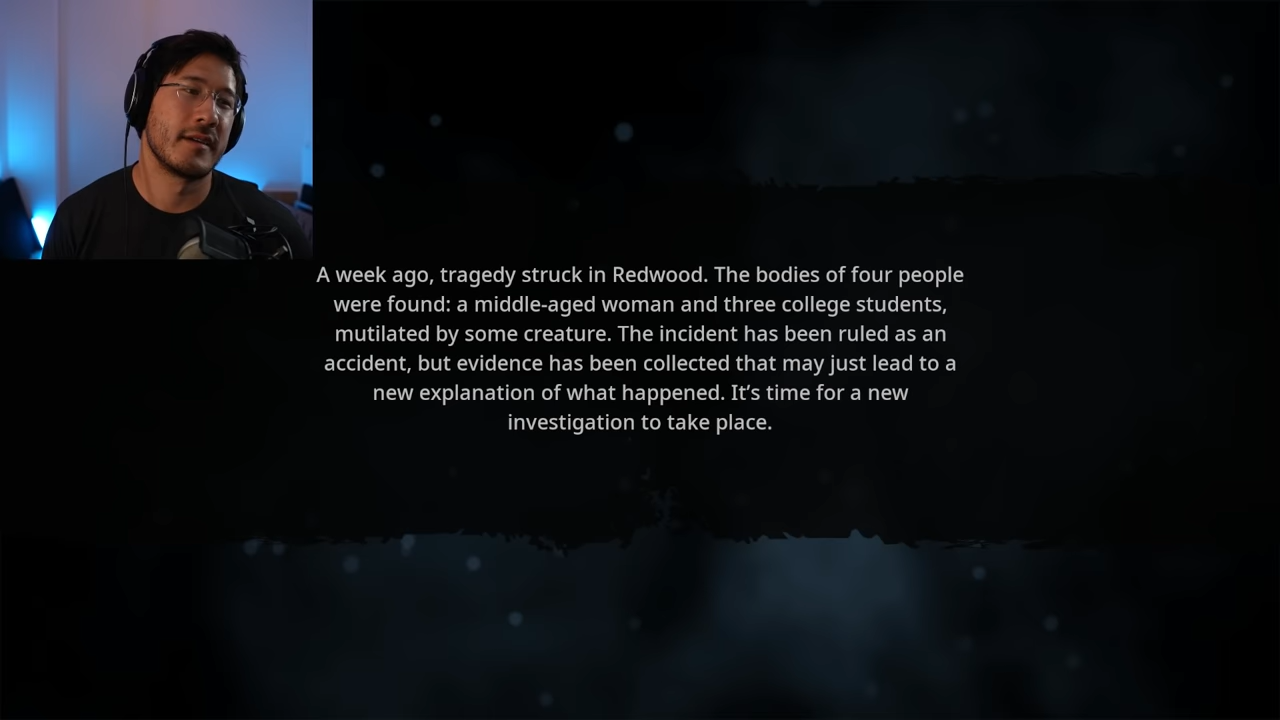 A week ago, tragedy struck in Redwood. The bodies of four people
were found: a middle-aged woman and three college students,
mutilated by some creature. The incident has been ruled as an
accident, but evidence has been collected that may just lead to a
new explanation of what happened. It’s time for a new
investigation to take place.